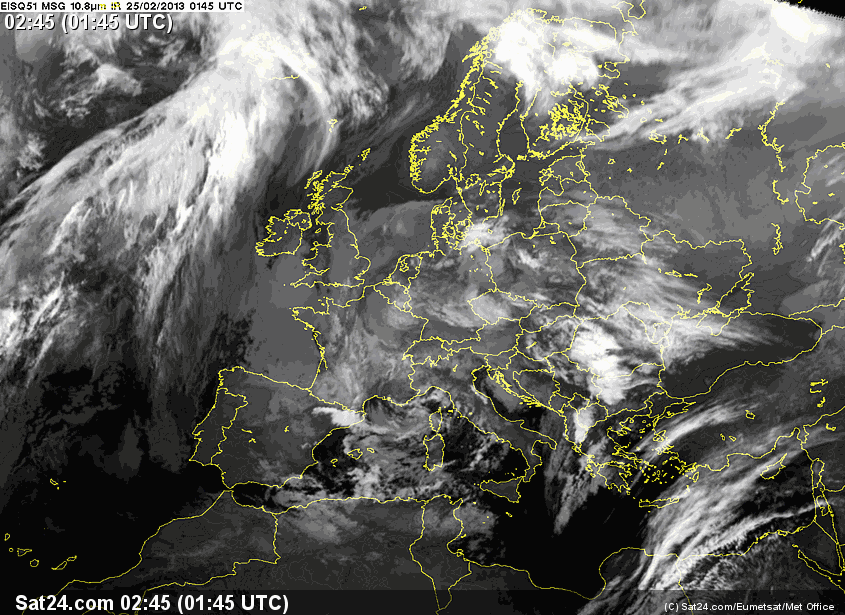 EISQ51 MSG 10.8µm IR 25/02/2013 0145 UTC
02:45 (01:45 UTC)
Sat24.com 02:45 (01:45 UTC)
(C) Sat24.com/Eumetsat/Met Office